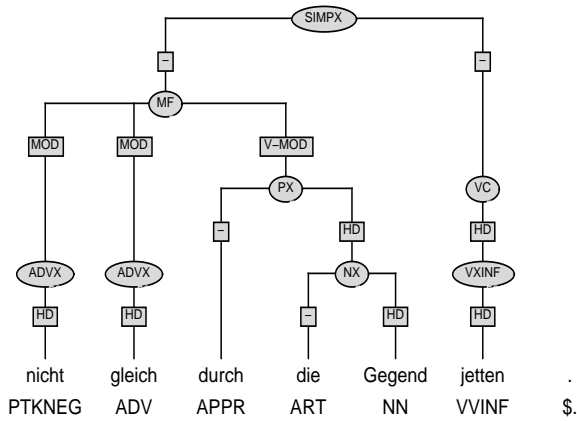 SIMPX
– –
MF
MOD MOD V–MOD
PX VC
– HD HD
ADVX ADVX NX VXINF
HD HD – HD HD
nicht gleich durch die Gegend jetten .
PTKNEG ADV APPR ART NN VVINF $.